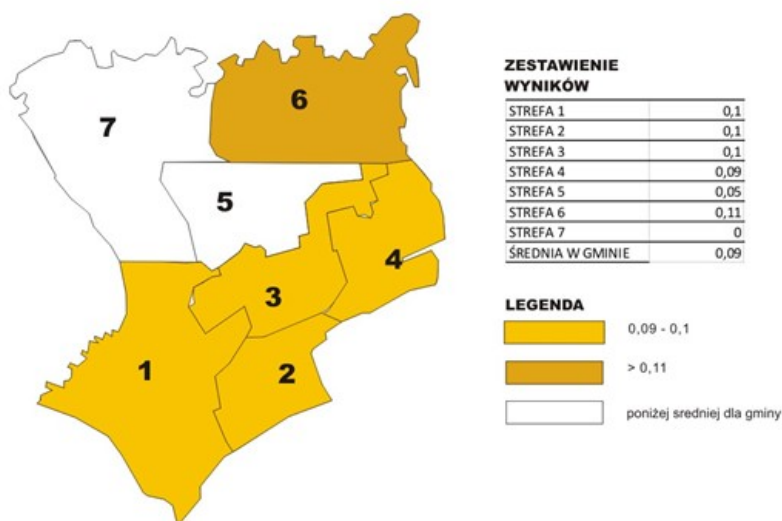 7
6
5
4
3
1
2
ZESTAWIENIE
WYNIKÓW
STREFA 1 0,1
STREFA 2 0,1
STREFA 3 0,1
STREFA 4 0,09
STREFA 5 0,05
STREFA 6 0,11
STREFA 7 0
ŚREDNIA W GMINIE 0,09
LEGENDA
0,09 - 0,1
> 0,11
poniżej sredniej dla gminy